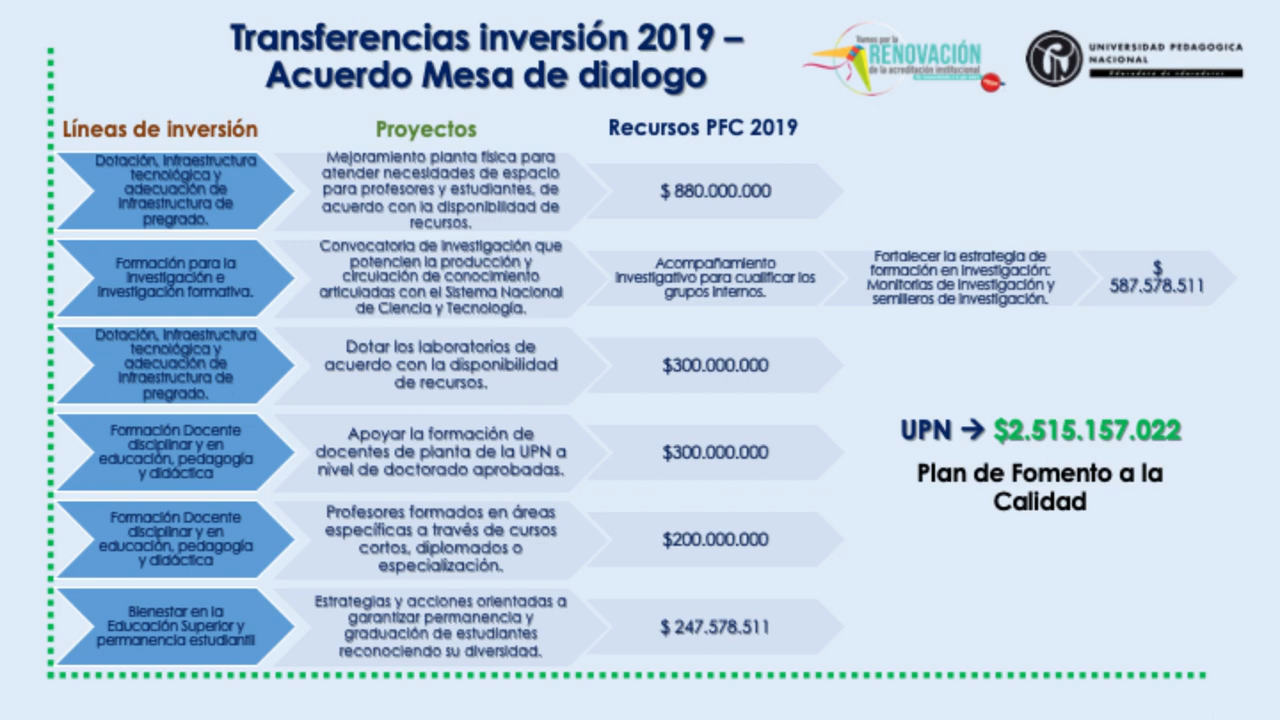 Transferencias inversión 2019 –
Acuerdo Mesa de dialogo
Vamos por la
RENOVACIÓN
de la acreditación institucional
UNIVERSIDAD PEDAGOGICA
NACIONAL
Educadora de educadores
Líneas de inversión
Proyectos
Recursos PFC 2019
Dotación, infraestructura
tecnológica y
adecuación de
infraestructura de
pregrado.
Mejoramiento planta física para
atender necesidades de espacio
para profesores y estudiantes, de
acuerdo con la disponibilidad de
recursos.
$ 880.000.000
Formación para la
investigación e
investigación formativa.
Convocatoria de investigación que
potencien la producción y
circulación de conocimiento
articuladas con el Sistema Nacional
de Ciencia y Tecnología.
Acompañamiento
investigativo para cualificar los
grupos internos.
Fortalecer la estrategia de
formación en investigación:
Monitorias de investigación y
semilleros de investigación.
$
587.578.511
Dotación, infraestructura
tecnológica y
adecuación de
infraestructura de
pregrado.
Dotar los laboratorios de
acuerdo con la disponibilidad
de recursos.
$300.000.000
Formación Docente
disciplinar y en
educación, pedagogía
y didáctica
Apoyar la formación de
docentes de planta de la UPN a
nivel de doctorado aprobadas.
$300.000.000
Formación Docente
disciplinar y en
educación, pedagogía
y didáctica
Profesores formados en áreas
específicas a través de cursos
cortos, diplomados o
especialización.
$200.000.000
Bienestar en la
Educación Superior y
permanencia estudiantil
Estrategias y acciones orientadas a
garantizar permanencia y
graduación de estudiantes
reconociendo su diversidad.
$ 247.578.511
UPN → $2.515.157.022
Plan de Fomento a la
Calidad